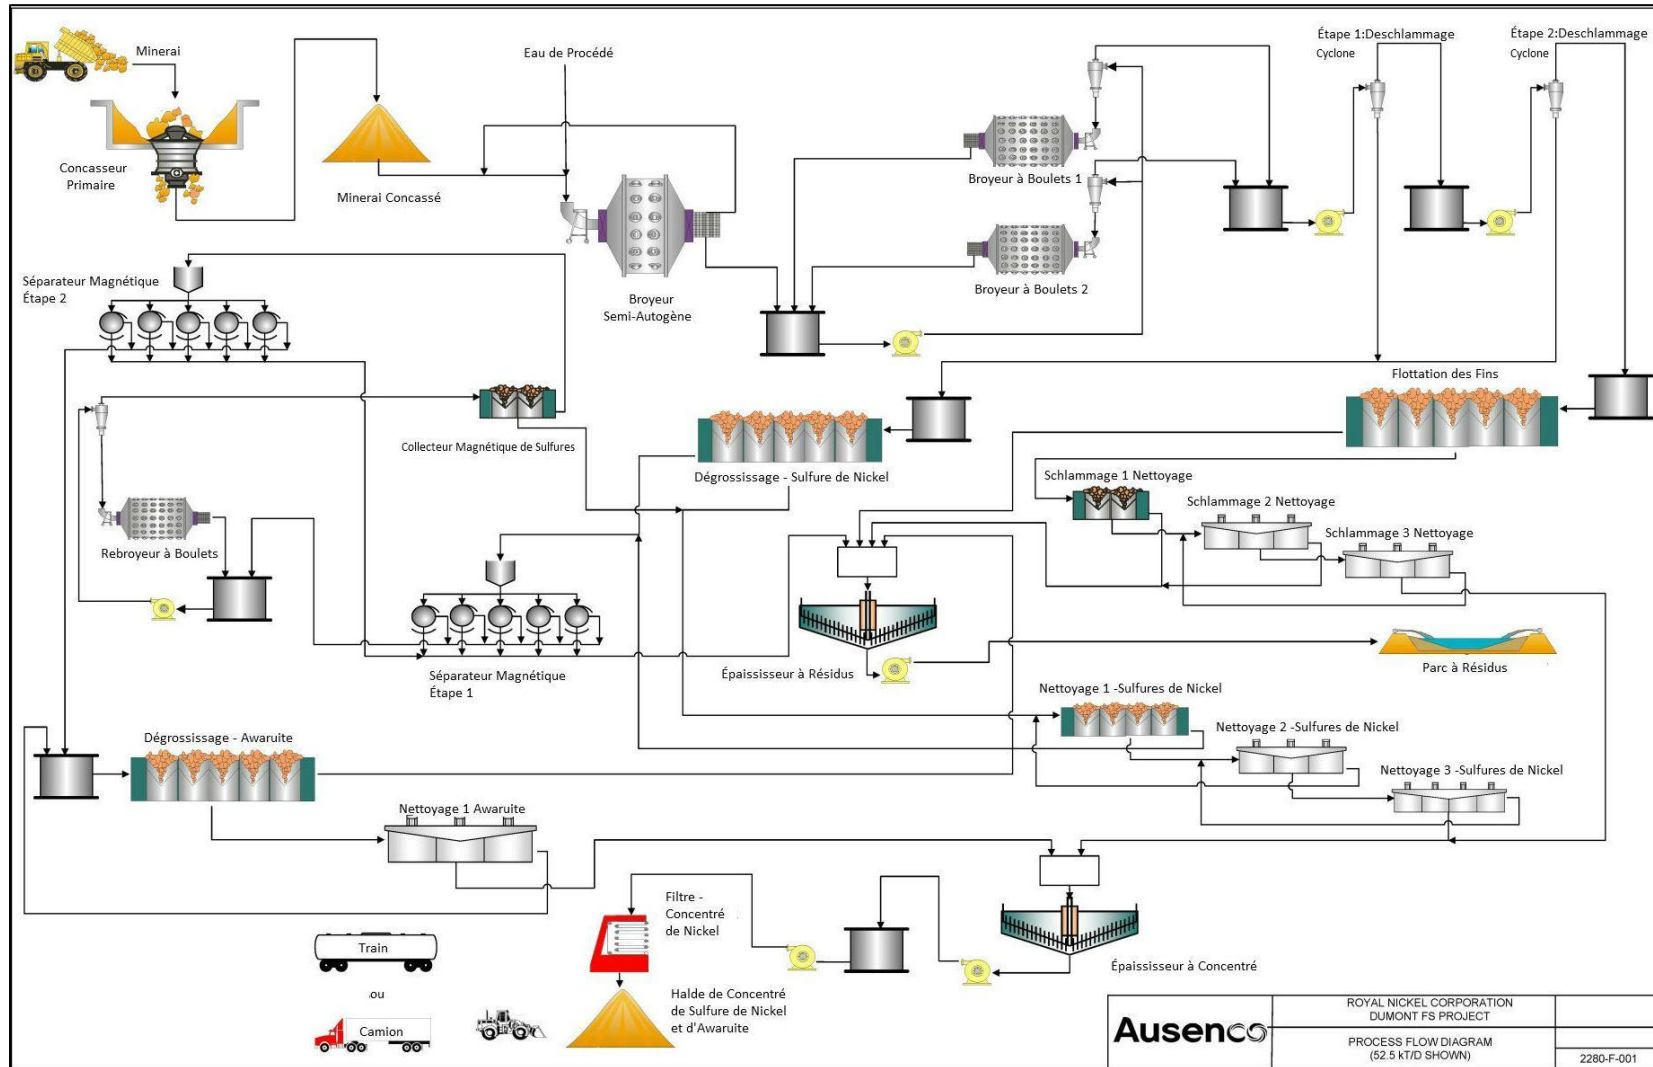 Minerai
Concasseur
Primaire
Minerai Concassé
Eau de Procédé
Broyeur
Semi-Autogène
Broyeur à Boulets 1
Broyeur à Boulets 2
Étape 1:Deschlammage
Cyclone
Étape 2:Deschlammage
Cyclone
Séparateur Magnétique
Étape 2
Collecteur Magnétique de Sulfures
Dégrossissage - Sulfure de Nickel
Flottation des Fins
Schlammage 1 Nettoyage
Schlammage 2 Nettoyage
Schlammage 3 Nettoyage
Rebroyeur à Boulets
Séparateur Magnétique
Étape 1
Épaississeur à Résidus
Parc à Résidus
Nettoyage 1 -Sulfures de Nickel
Nettoyage 2 -Sulfures de Nickel
Nettoyage 3 -Sulfures de Nickel
Dégrossissage - Awaruite
Nettoyage 1 Awaruite
Filtre -
Concentré
de Nickel
Épaississeur à Concentré
Halde de Concentré
de Sulfure de Nickel
et d'Awaruite
Train
ou
Camion
Ausenco
ROYAL NICKEL CORPORATION
DUMONT FS PROJECT
PROCESS FLOW DIAGRAM
(52.5 kT/D SHOWN)
2280-F-001